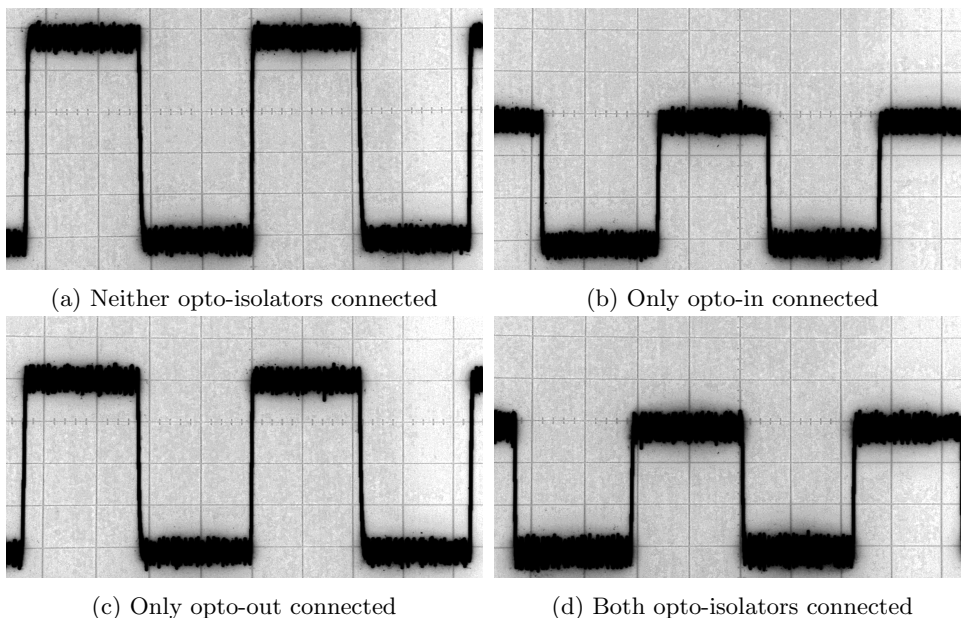 (a) Neither opto-isolators connected
(b) Only opto-in connected
(c) Only opto-out connected
(d) Both opto-isolators connected